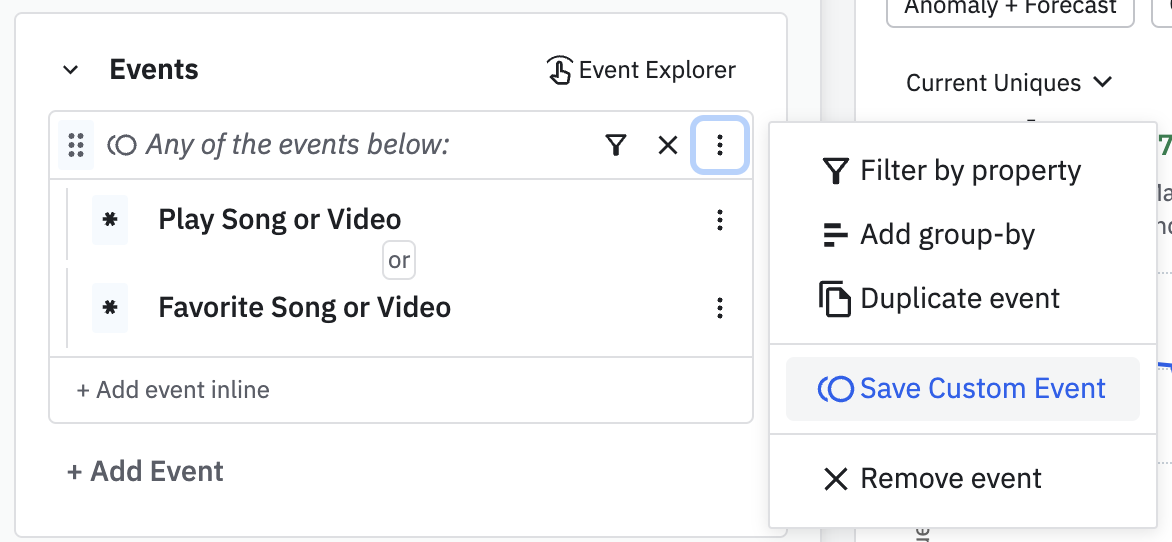 Anomaly + Forecast
Events
Event Explorer
Current Uniques
Any of the events below:
Filter by property
Play Song or Video
Add group-by
or
Duplicate event
Favorite Song or Video
+ Add event inline
Save Custom Event
+ Add Event
Remove event